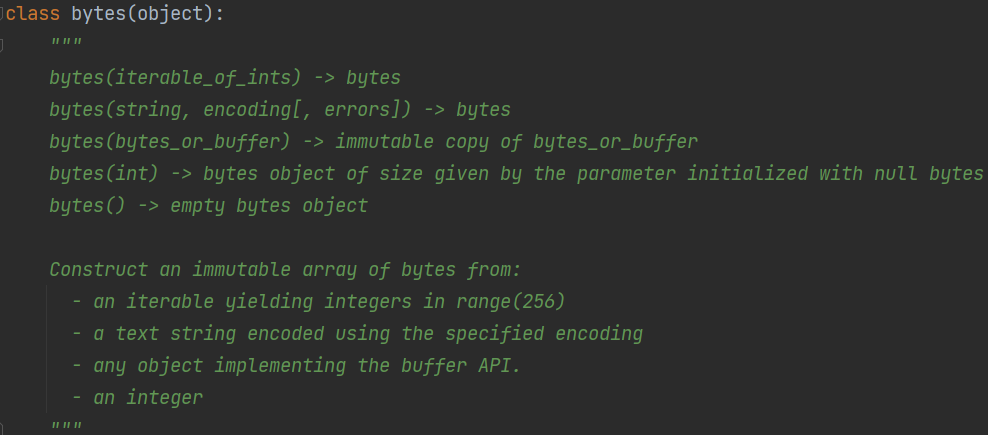 class bytes(object):
"""
bytes(iterable_of_ints) -> bytes
bytes(string, encoding[, errors]) -> bytes
bytes(bytes_or_buffer) -> immutable copy of bytes_or_buffer
bytes(int) -> bytes object of size given by the parameter initialized with null bytes
bytes() -> empty bytes object
Construct an immutable array of bytes from:
- an iterable yielding integers in range(256)
- a text string encoded using the specified encoding
- any object implementing the buffer API.
- an integer
"""